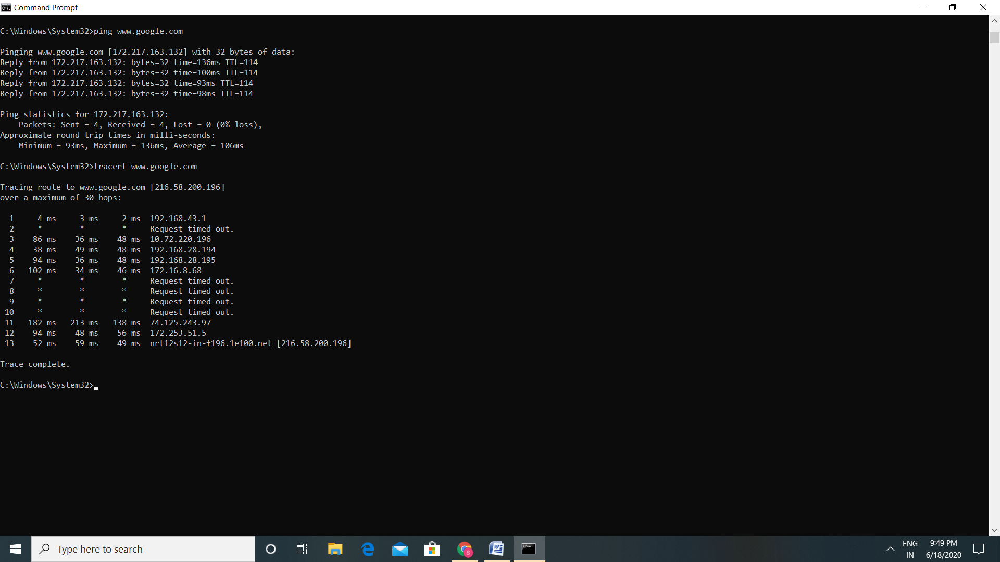 Command Prompt
C:\Windows\System32>ping www.google.com
Pinging www.google.com [172.217.163.132] with 32 bytes of data:
Reply from 172.217.163.132: bytes=32 time=136ms TTL=114
Reply from 172.217.163.132: bytes=32 time=100ms TTL=114
Reply from 172.217.163.132: bytes=32 time=93ms TTL=114
Reply from 172.217.163.132: bytes=32 time=98ms TTL=114
Ping statistics for 172.217.163.132:
    Packets: Sent = 4, Received = 4, Lost = 0 (0% loss),
Approximate round trip times in milli-seconds:
    Minimum = 93ms, Maximum = 136ms, Average = 106ms
C:\Windows\System32>tracert www.google.com
Tracing route to www.google.com [216.58.200.196]
over a maximum of 30 hops:
  1     4 ms     3 ms     2 ms  192.168.43.1
  2     *        *        *     Request timed out.
  3    86 ms    36 ms    48 ms  10.72.220.196
  4    38 ms    49 ms    48 ms  192.168.28.194
  5    94 ms    36 ms    48 ms  192.168.28.195
  6   102 ms    34 ms    46 ms  172.16.8.68
  7     *        *        *     Request timed out.
  8     *        *        *     Request timed out.
  9     *        *        *     Request timed out.
 10     *        *        *     Request timed out.
 11   182 ms   213 ms   138 ms  74.125.243.97
 12    94 ms    48 ms    56 ms  172.253.51.5
 13    52 ms    59 ms    49 ms  nrt12s12-in-f196.1e100.net [216.58.200.196]
Trace complete.
C:\Windows\System32>
Type here to search
ENG
IN
9:49 PM
6/18/2020